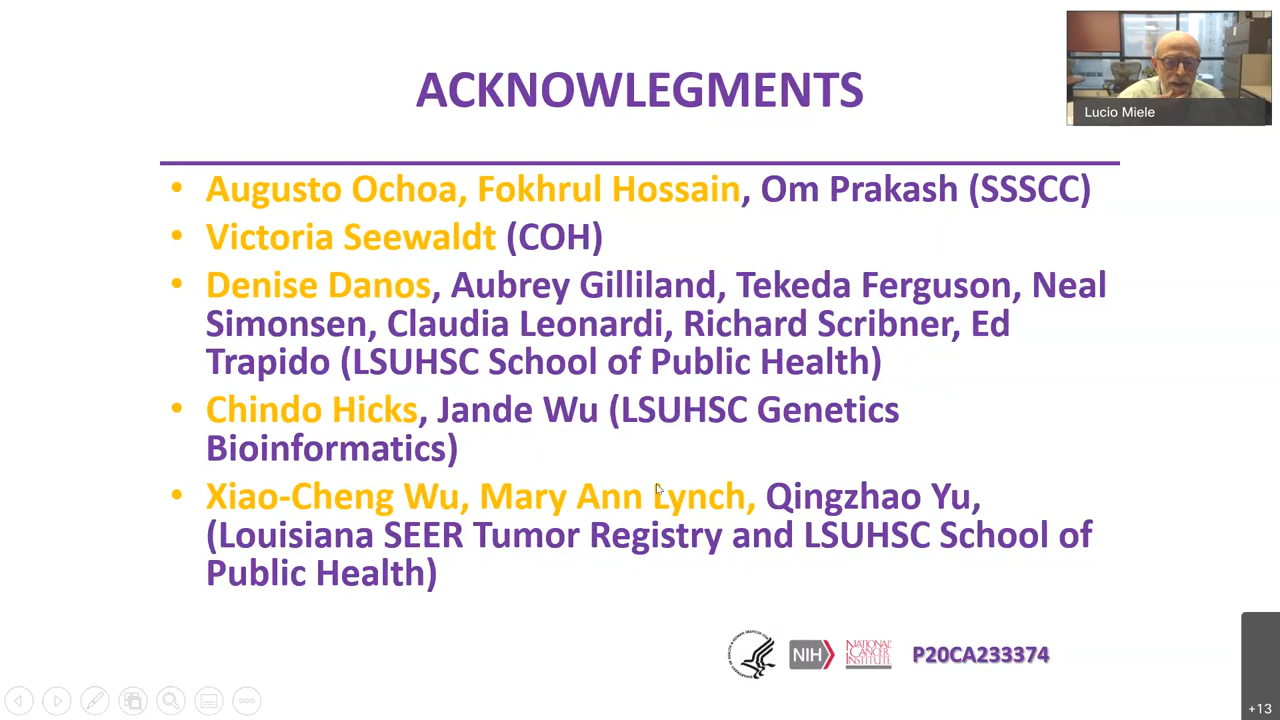 ACKNOWLEGMENTS
Lucio Miele
• Augusto Ochoa, Fokhrul Hossain, Om Prakash (SSSCC)
• Victoria Seewaldt (COH)
• Denise Danos, Aubrey Gilliland, Tekeda Ferguson, Neal
Simonsen, Claudia Leonardi, Richard Scribner, Ed
Trapido (LSUHSC School of Public Health)
• Chindo Hicks, Jande Wu (LSUHSC Genetics
Bioinformatics)
• Xiao-Cheng Wu, Mary Ann Lynch, Qingzhao Yu,
(Louisiana SEER Tumor Registry and LSUHSC School of
Public Health)
NIH
NATIONAL
CANCER
INSTITUTE
P20CA233374
+13